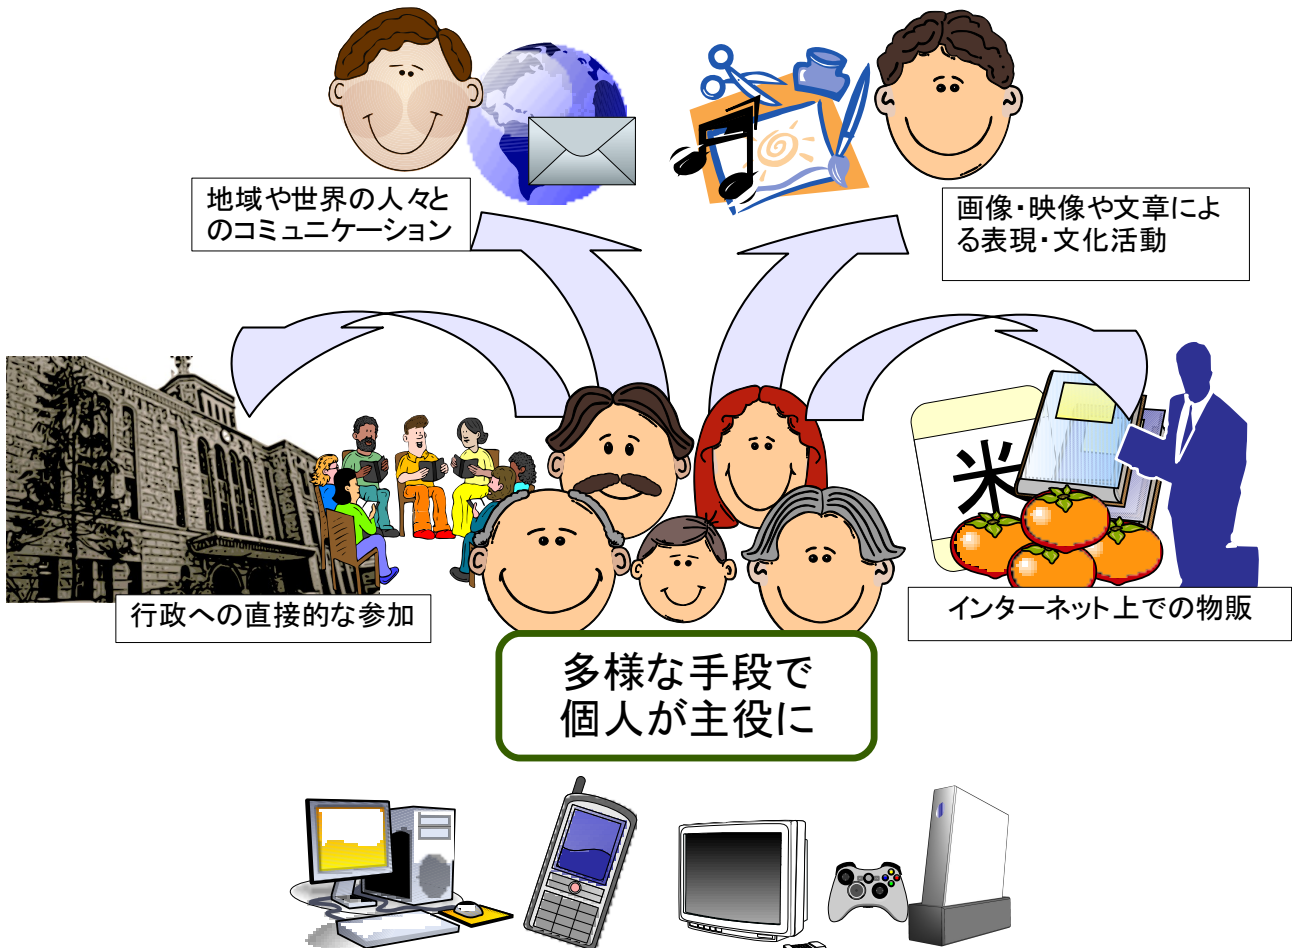 地域や世界の人々と
のコミュニケーション
画像・映像や文章によ
る表現・文化活動
米
行政への直接的な参加
インターネット上での物販
多様な手段で
個人が主役に